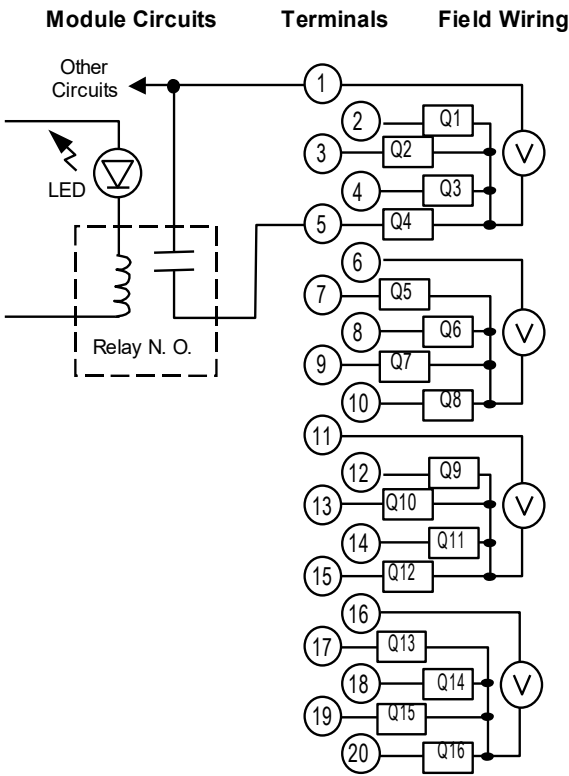 Module Circuits Terminals Field Wiring
Other
Circuits
LED
Relay N. O.
1
2 Q1
V
3 Q2
4 Q3
5 Q4
6
7 Q5
8 Q6
V
9 Q7
10 Q8
11
12 Q9
13 Q10
V
14 Q11
15 Q12
16
17 Q13
18 Q14
V
19 Q15
20 Q16